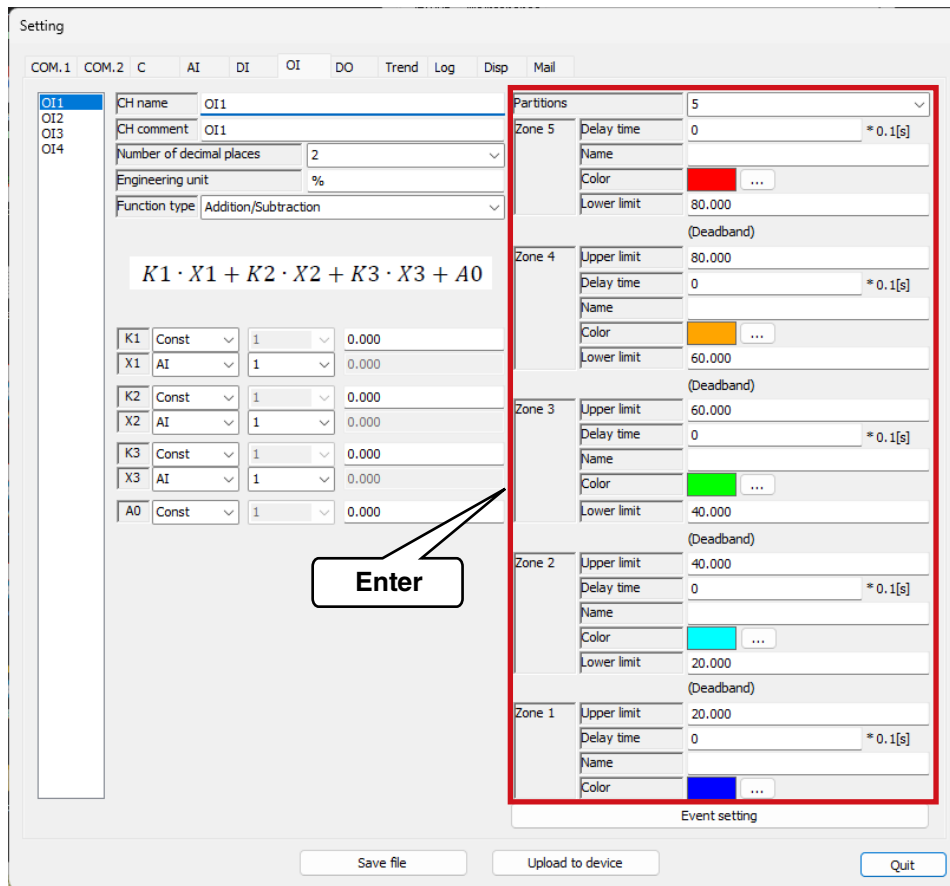 Setting
COM.1 COM.2 C AI DI OI DO Trend Log Disp Mail
OI1
OI2
OI3
OI4
CH name OI1
CH comment OI1
Number of decimal places 2
Engineering unit %
Function type Addition/Subtraction
K1 · X1 + K2 · X2 + K3 · X3 + A0
K1 Const 1 0.000
X1 AI 1 0.000
K2 Const 1 0.000
X2 AI 1 0.000
K3 Const 1 0.000
X3 AI 1 0.000
A0 Const 1 0.000
Enter
Partitions 5
Zone 5 Delay time 0 * 0.1[s]
Name
Color ...
Lower limit 80.000
(Deadband)
Zone 4 Upper limit 80.000
Delay time 0 * 0.1[s]
Name
Color ...
Lower limit 60.000
(Deadband)
Zone 3 Upper limit 60.000
Delay time 0 * 0.1[s]
Name
Color ...
Lower limit 40.000
(Deadband)
Zone 2 Upper limit 40.000
Delay time 0 * 0.1[s]
Name
Color ...
Lower limit 20.000
(Deadband)
Zone 1 Upper limit 20.000
Delay time 0 * 0.1[s]
Name
Color ...
Event setting
Save file Upload to device Quit